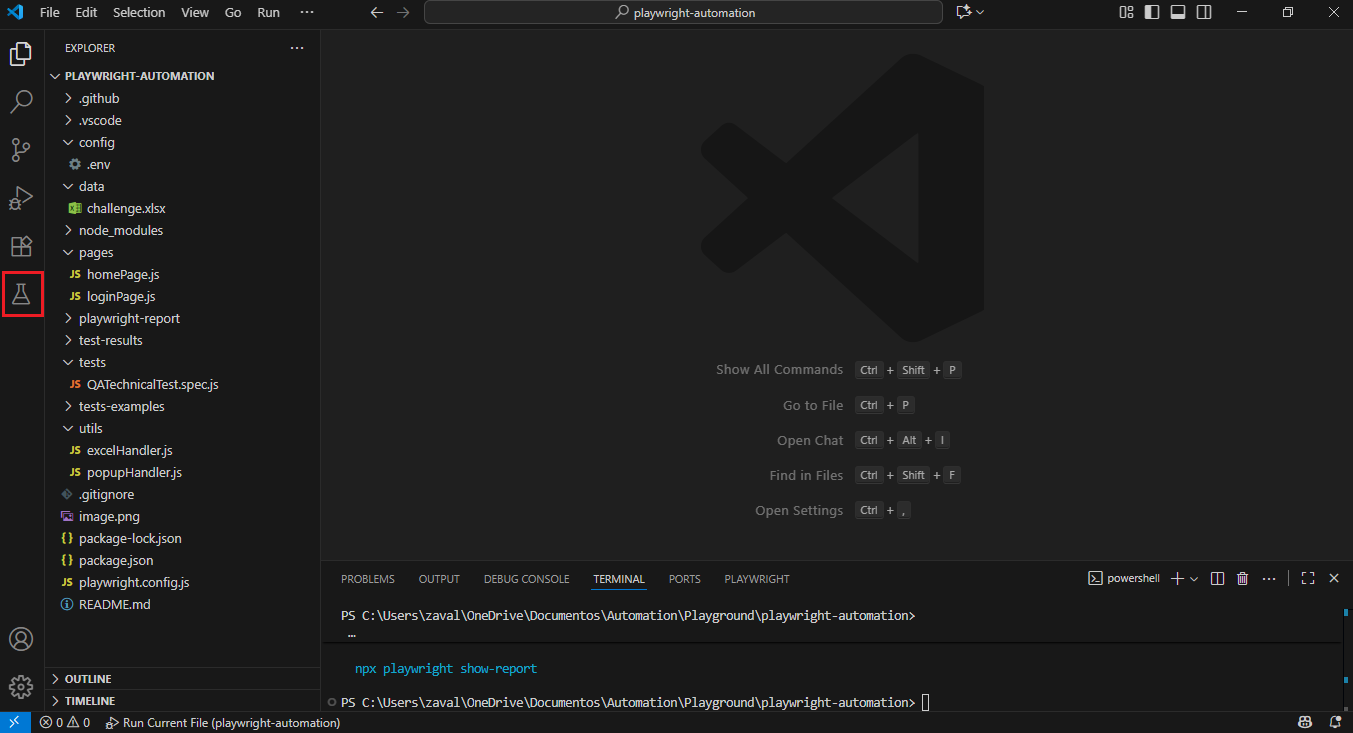 File Edit Selection View Go Run ···
playwright-automation
EXPLORER ···
PLAYWRIGHT-AUTOMATION
.github
.vscode
config
.env
data
challenge.xlsx
node_modules
pages
JS homePage.js
JS loginPage.js
playwright-report
test-results
tests
JS QATechnicalTest.spec.js
tests-examples
utils
JS excelHandler.js
JS popupHandler.js
.gitignore
image.png
{} package-lock.json
{} package.json
JS playwright.config.js
README.md
OUTLINE
TIMELINE
Show All Commands Ctrl + Shift + P
Go to File Ctrl + P
Open Chat Ctrl + Alt + I
Find in Files Ctrl + Shift + F
Open Settings Ctrl + ,
PROBLEMS OUTPUT DEBUG CONSOLE TERMINAL PORTS PLAYWRIGHT
powershell
PS C:\Users\zaval\OneDrive\Documentos\Automation\Playground\playwright-automation>
…
npx playwright show-report
PS C:\Users\zaval\OneDrive\Documentos\Automation\Playground\playwright-automation>
0 0 Run Current File (playwright-automation)